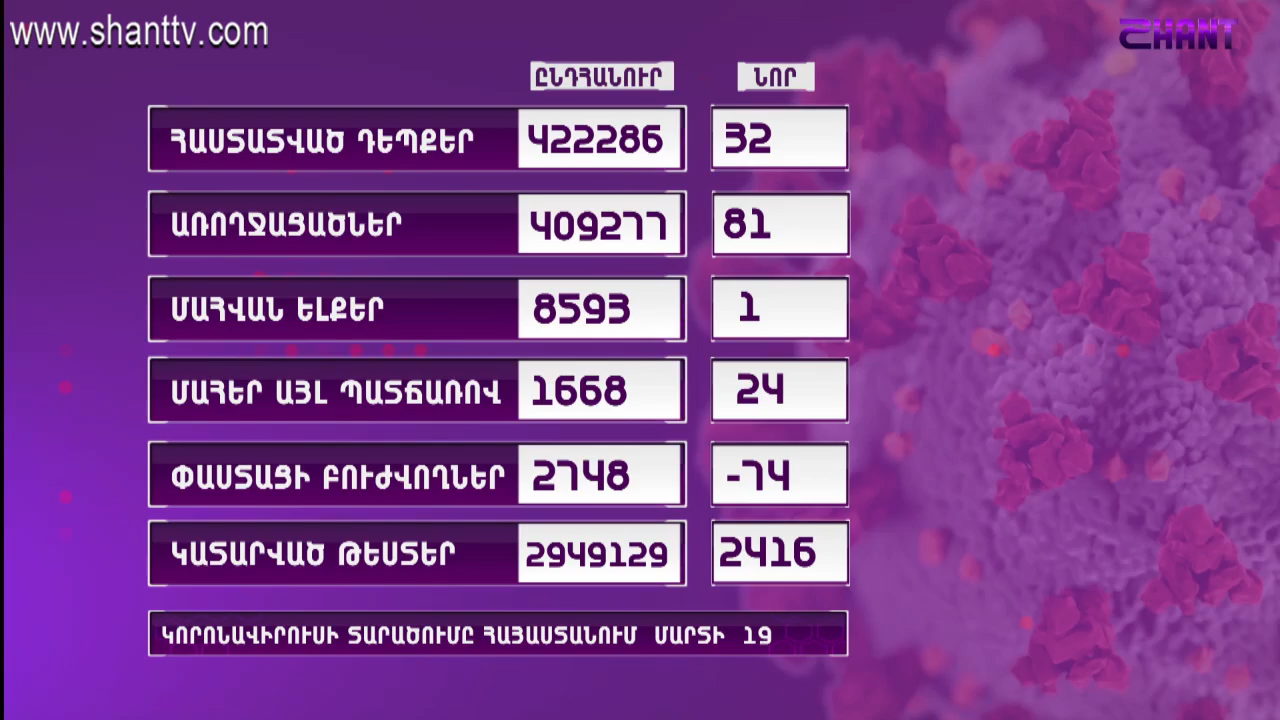 www.shanttv.com
SHANT
ԸՆԴՀԱՆՈՒՐ ՆՈՐ
ՀԱՍՏԱՏՎԱԾ ԴԵՊՔԵՐ 422286 32
ԱՌՈՂՋԱՑԱԾՆԵՐ 409277 81
ՄԱՀՎԱՆ ԵԼՔԵՐ 8593 1
ՄԱՀԵՐ ԱՅԼ ՊԱՏՃԱՌՈՎ 1668 24
ՓԱՍՏԱՑԻ ԲՈՒԺՎՈՂՆԵՐ 2748 -74
ԿԱՏԱՐՎԱԾ ԹԵՍՏԵՐ 2949129 2416
ԿՈՐՈՆԱՎԻՐՈՒՍԻ ՏԱՐԱԾՈՒՄԸ ՀԱՅԱՍՏԱՆՈՒՄ ՄԱՐՏԻ 19